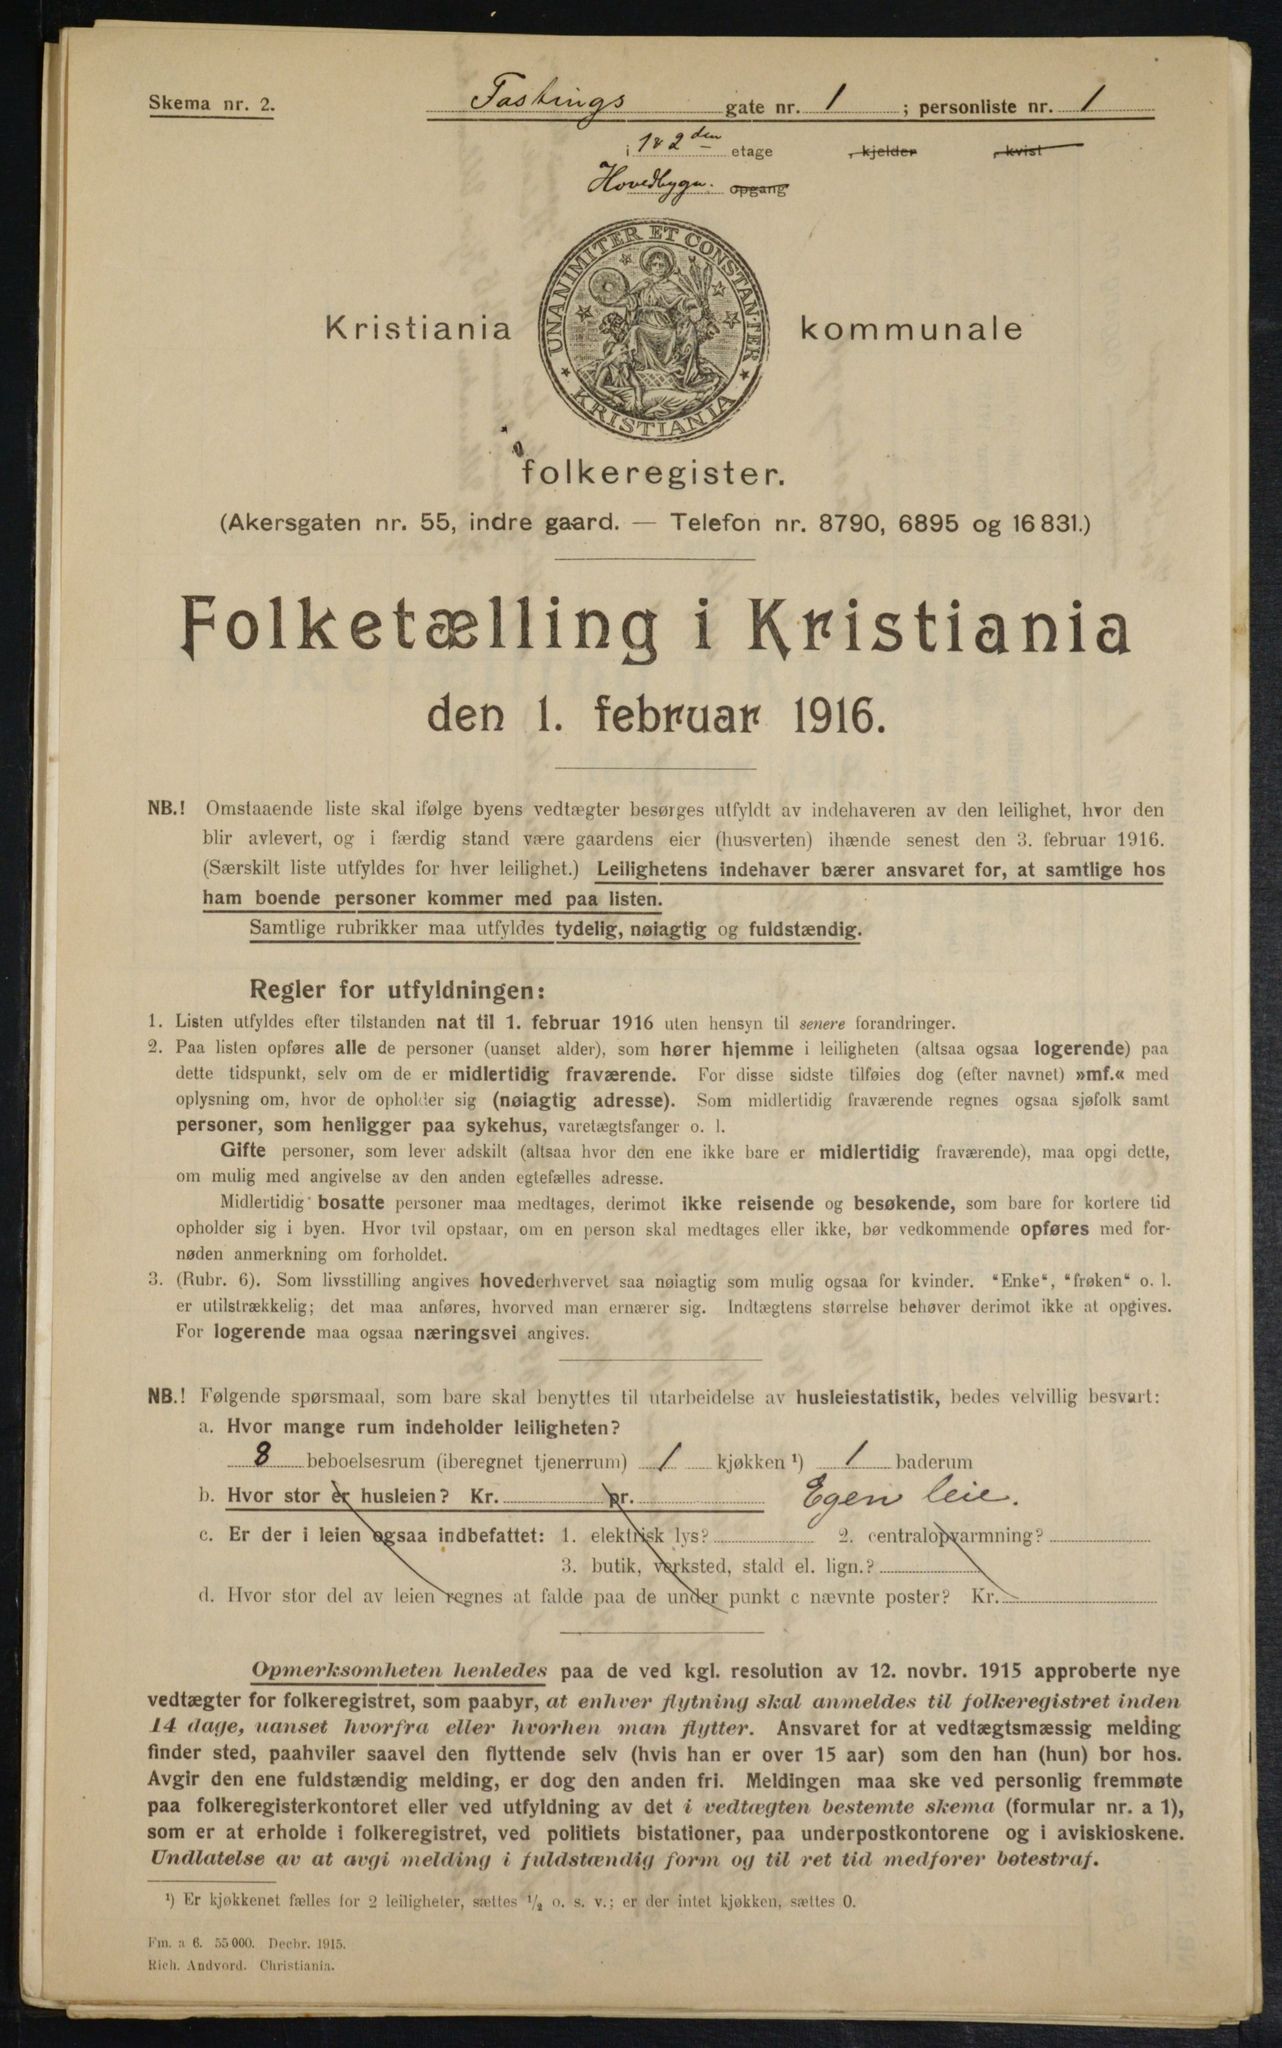 Skema nr. 2.
Fastings gate nr. 1 ; personliste nr. 1
i 1 & 2den etage , kjelder , kvist
Hovedbygn. opgang
UNANIMITER ET CONSTANTER
KRISTIANIA
Kristiania kommunale
folkeregister.
(Akersgaten nr. 55, indre gaard. — Telefon nr. 8790, 6895 og 16 831.)
Folketælling i Kristiania
den 1. februar 1916.
NB.! Omstaaende liste skal ifølge byens vedtægter besørges utfyldt av indehaveren av den leilighet, hvor den
blir avlevert, og i færdig stand være gaardens eier (husverten) ihænde senest den 3. februar 1916.
(Særskilt liste utfyldes for hver leilighet.) Leilighetens indehaver bærer ansvaret for, at samtlige hos
ham boende personer kommer med paa listen.
Samtlige rubrikker maa utfyldes tydelig, nøiagtig og fuldstændig.
Regler for utfyldningen:
1. Listen utfyldes efter tilstanden nat til 1. februar 1916 uten hensyn til senere forandringer.
2. Paa listen opføres alle de personer (uanset alder), som hører hjemme i leiligheten (altsaa ogsaa logerende) paa
dette tidspunkt, selv om de er midlertidig fraværende. For disse sidste tilføies dog (efter navnet) »mf.« med
oplysning om, hvor de opholder sig (nøiagtig adresse). Som midlertidig fraværende regnes ogsaa sjøfolk samt
personer, som henligger paa sykehus, varetægtsfanger o. l.
Gifte personer, som lever adskilt (altsaa hvor den ene ikke bare er midlertidig fraværende), maa opgi dette,
om mulig med angivelse av den anden egtefælles adresse.
Midlertidig bosatte personer maa medtages, derimot ikke reisende og besøkende, som bare for kortere tid
opholder sig i byen. Hvor tvil opstaar, om en person skal medtages eller ikke, bør vedkommende opføres med for-
nøden anmerkning om forholdet.
3. (Rubr. 6). Som livsstilling angives hovederhvervet saa nøiagtig som mulig ogsaa for kvinder. "Enke", "frøken" o. l.
er utilstrækkelig; det maa anføres, hvorved man ernærer sig. Indtægtens størrelse behøver derimot ikke at opgives.
For logerende maa ogsaa næringsvei angives.
NB.! Følgende spørsmaal, som bare skal benyttes til utarbeidelse av husleiestatistik, bedes velvillig besvart:
a. Hvor mange rum indeholder leiligheten?
8 beboelsesrum (iberegnet tjenerrum) 1 kjøkken ¹) 1 baderum
b. Hvor stor er husleien? Kr. pr. Egen leie.
c. Er der i leien ogsaa indbefattet: 1. elektrisk lys? 2. centralopvarmning?
3. butik, verksted, stald el. lign.?
d. Hvor stor del av leien regnes at falde paa de under punkt c nævnte poster? Kr.
Opmerksomheten henledes paa de ved kgl. resolution av 12. novbr. 1915 approberte nye
vedtægter for folkeregistret, som paabyr, at enhver flytning skal anmeldes til folkeregistret inden
14 dage, uanset hvorfra eller hvorhen man flytter. Ansvaret for at vedtægtsmæssig melding
finder sted, paahviler saavel den flyttende selv (hvis han er over 15 aar) som den han (hun) bor hos.
Avgir den ene fuldstændig melding, er dog den anden fri. Meldingen maa ske ved personlig fremmøte
paa folkeregisterkontoret eller ved utfyldning av det i vedtægten bestemte skema (formular nr. a 1),
som er at erholde i folkeregistret, ved politiets bistationer, paa underpostkontorene og i aviskioskene.
Undlatelse av at avgi melding i fuldstændig form og til ret tid medfører bøtestraf.
¹) Er kjøkkenet fælles for 2 leiligheter, sættes ½ o. s. v.; er der intet kjøkken, sættes 0.
Fm. a 6. 55 000. Decbr. 1915.
Rich. Andvord. Christiania.